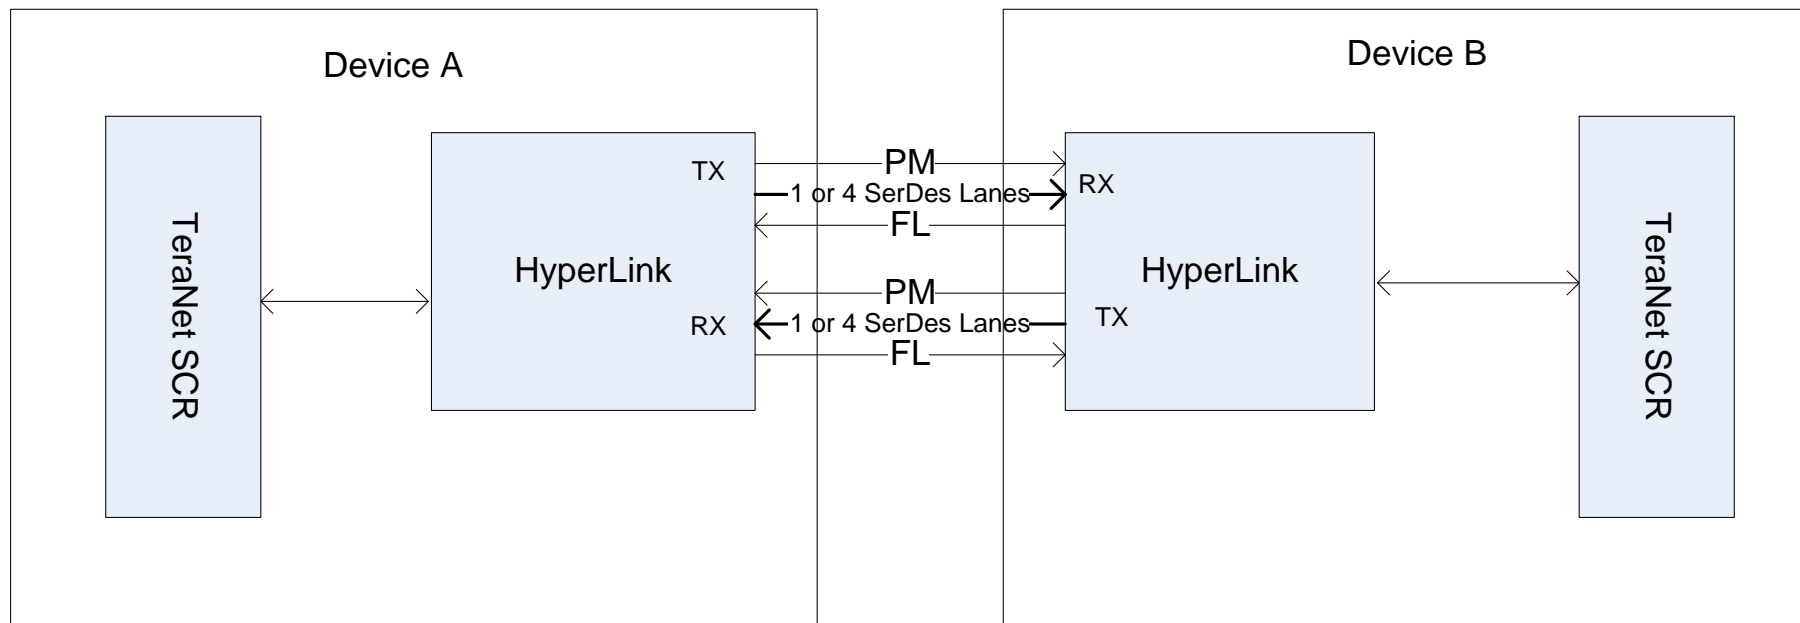 Device A
Device B
TeraNet SCR
HyperLink
TX
RX
PM
1 or 4 SerDes Lanes
FL
PM
1 or 4 SerDes Lanes
FL
RX
TX
HyperLink
TeraNet SCR